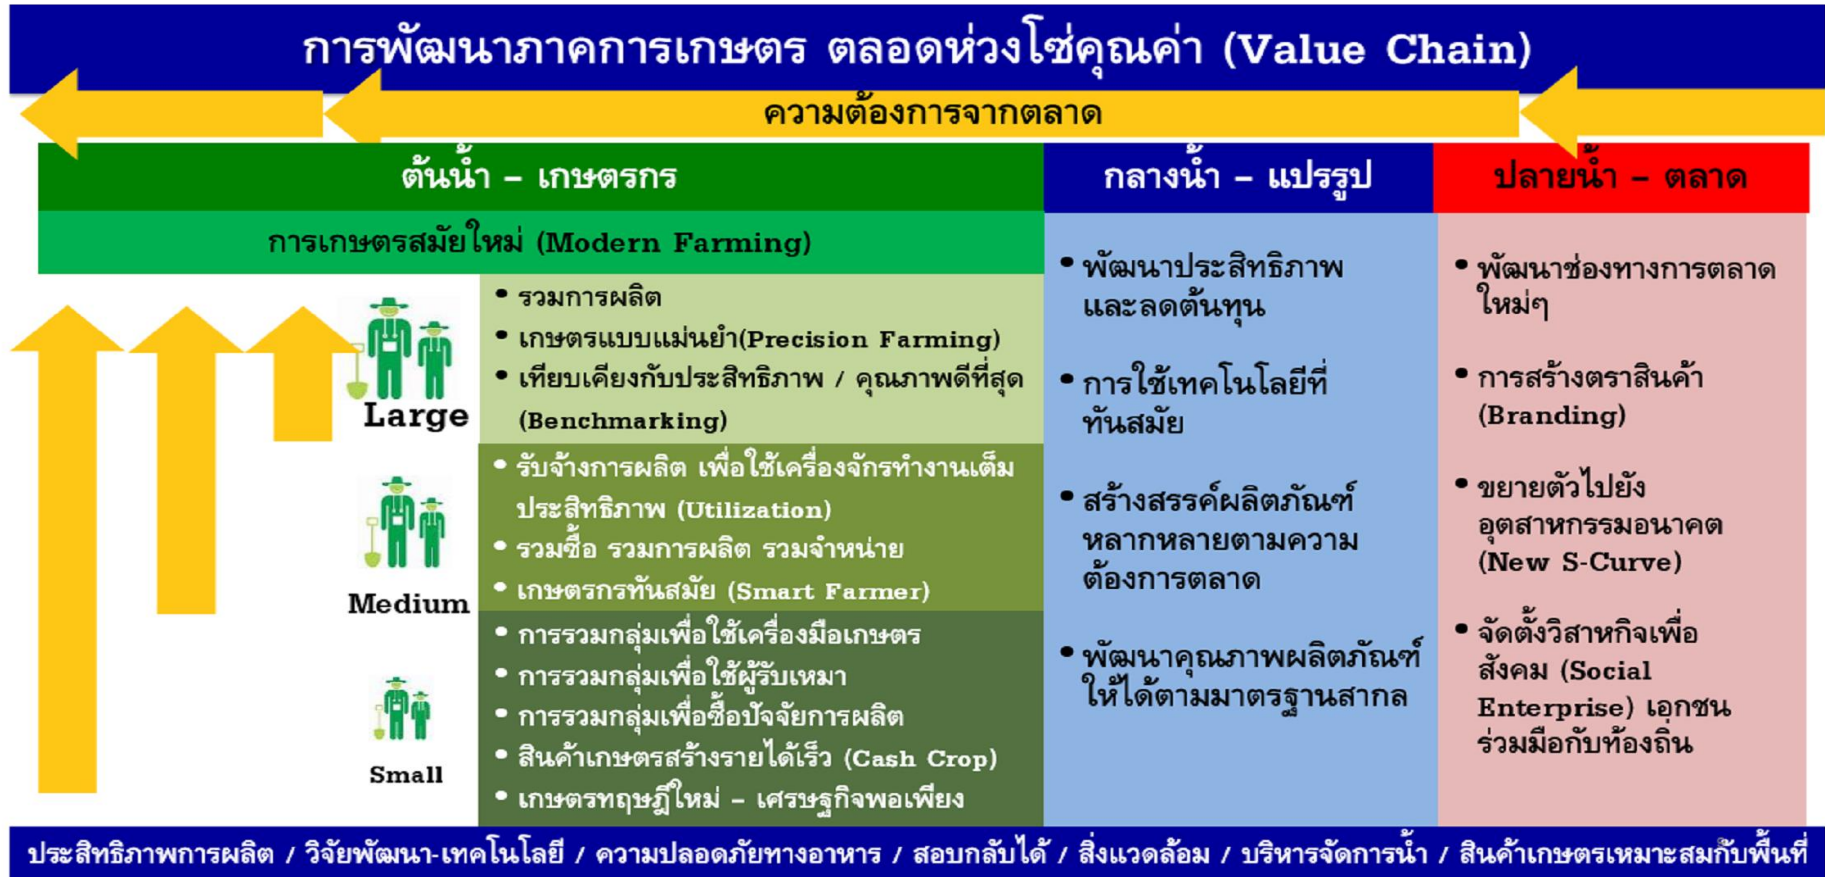 การพัฒนาภาคการเกษตร ตลอดห่วงโซ่คุณค่า (Value Chain)
ความต้องการจากตลาด
ต้นน้ำ – เกษตรกร
การเกษตรสมัยใหม่ (Modern Farming)
Large
• รวมการผลิต
• เกษตรแบบแม่นยำ(Precision Farming)
• เทียบเคียงกับประสิทธิภาพ / คุณภาพดีที่สุด
(Benchmarking)
Medium
• รับจ้างการผลิต เพื่อใช้เครื่องจักรทำงานเต็ม
ประสิทธิภาพ (Utilization)
• รวมซื้อ รวมการผลิต รวมจำหน่าย
• เกษตรกรทันสมัย (Smart Farmer)
Small
• การรวมกลุ่มเพื่อใช้เครื่องมือเกษตร
• การรวมกลุ่มเพื่อใช้ผู้รับเหมา
• การรวมกลุ่มเพื่อซื้อปัจจัยการผลิต
• สินค้าเกษตรสร้างรายได้เร็ว (Cash Crop)
• เกษตรทฤษฎีใหม่ – เศรษฐกิจพอเพียง
กลางน้ำ – แปรรูป
• พัฒนาประสิทธิภาพ
และลดต้นทุน
• การใช้เทคโนโลยีที่
ทันสมัย
• สร้างสรรค์ผลิตภัณฑ์
หลากหลายตามความ
ต้องการตลาด
• พัฒนาคุณภาพผลิตภัณฑ์
ให้ได้ตามมาตรฐานสากล
ปลายน้ำ – ตลาด
• พัฒนาช่องทางการตลาด
ใหม่ๆ
• การสร้างตราสินค้า
(Branding)
• ขยายตัวไปยัง
อุตสาหกรรมอนาคต
(New S-Curve)
• จัดตั้งวิสาหกิจเพื่อ
สังคม (Social
Enterprise) เอกชน
ร่วมมือกับท้องถิ่น
ประสิทธิภาพการผลิต / วิจัยพัฒนา-เทคโนโลยี / ความปลอดภัยทางอาหาร / สอบกลับได้ / สิ่งแวดล้อม / บริหารจัดการน้ำ / สินค้าเกษตรเหมาะสมกับพื้นที่